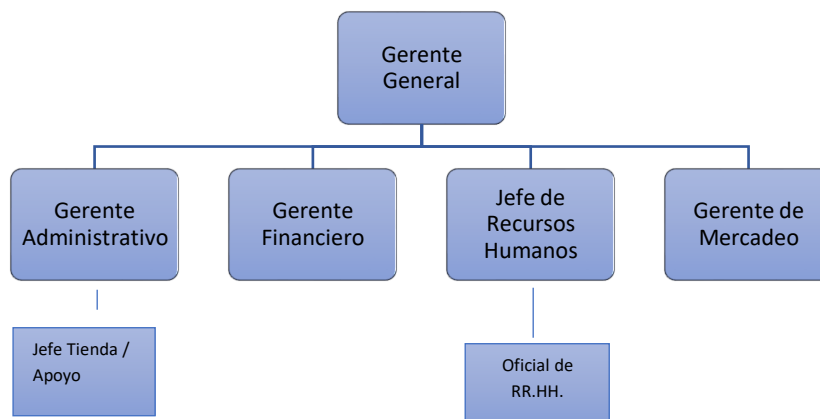 Gerente
General
Gerente
Administrativo
Gerente
Financiero
Jefe de
Recursos
Humanos
Gerente de
Mercadeo
Jefe Tienda /
Apoyo
Oficial de
RR.HH.